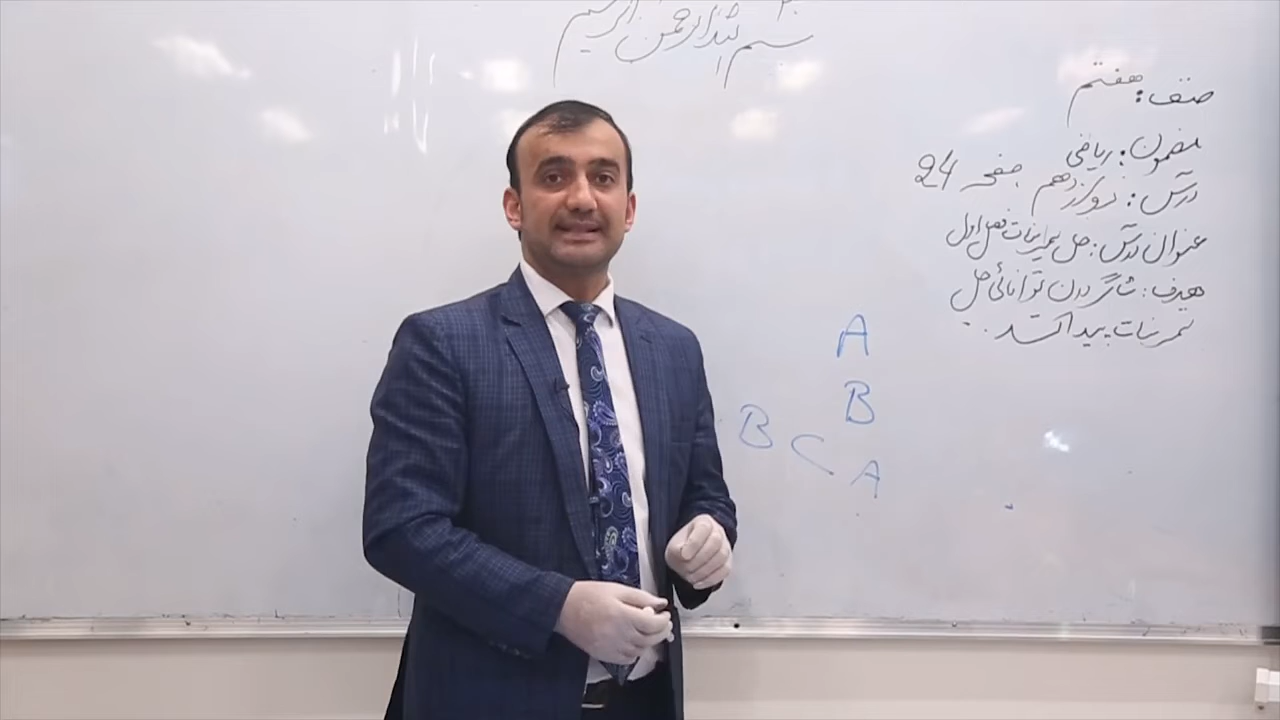 بسم الله الرحمن الرحیم
صنف: هفتم
مضمون: ریاضی
درس: نوزدهم صفحه 24
عنوان درس: حل تمرینات فصل اول
هدف: شاگردان توانائی حل
تمرینات پیدا کنند...
A
B
B C A